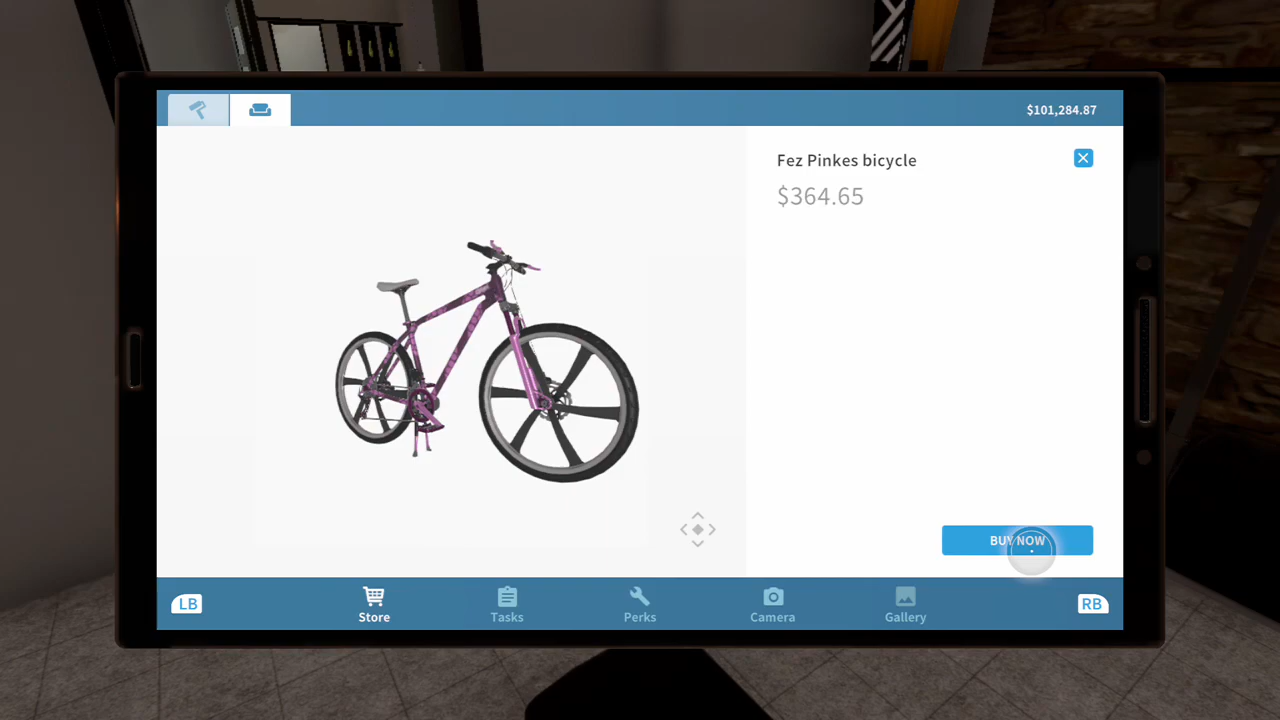 $101,284.87
Fez Pinkes bicycle
$364.65
BUY NOW
LB
Store
Tasks
Perks
Camera
Gallery
RB